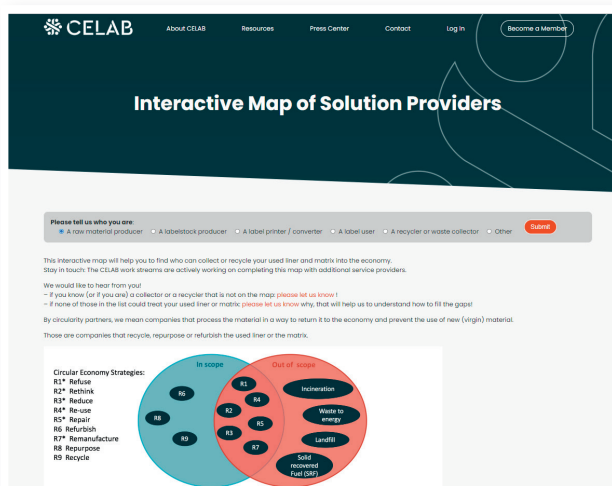 CELAB
About CELAB
Resources
Press Center
Contact
Log In
Become a Member
Interactive Map of Solution Providers
Please tell us who you are:
A raw material producer
A labelstock producer
A label printer / converter
A label user
A recycler or waste collector
Other
Submit
This interactive map will help you to find who can collect or recycle your used liner and matrix into the economy.
Stay in touch: The CELAB work streams are actively working on completing this map with additional service providers.
We would like to hear from you!
– if you know (or if you are) a collector or a recycler that is not on the map: please let us know !
– if none of those in the list could treat your used liner or matrix: please let us know why, that will help us to understand how to fill the gaps!
By circularity partners, we mean companies that process the material in a way to return it to the economy and prevent the use of new (virgin) material.
Those are companies that recycle, repurpose or refurbish the used liner or the matrix.
Circular Economy Strategies:
R1* Refuse
R2* Rethink
R3* Reduce
R4* Re-use
R5* Repair
R6 Refurbish
R7* Remanufacture
R8 Repurpose
R9 Recycle
In scope
R6
R8
R9
R1
R4
R2
R5
R3
R7
Out of scope
Incineration
Waste to
energy
Landfill
Solid
recovered
Fuel (SRF)